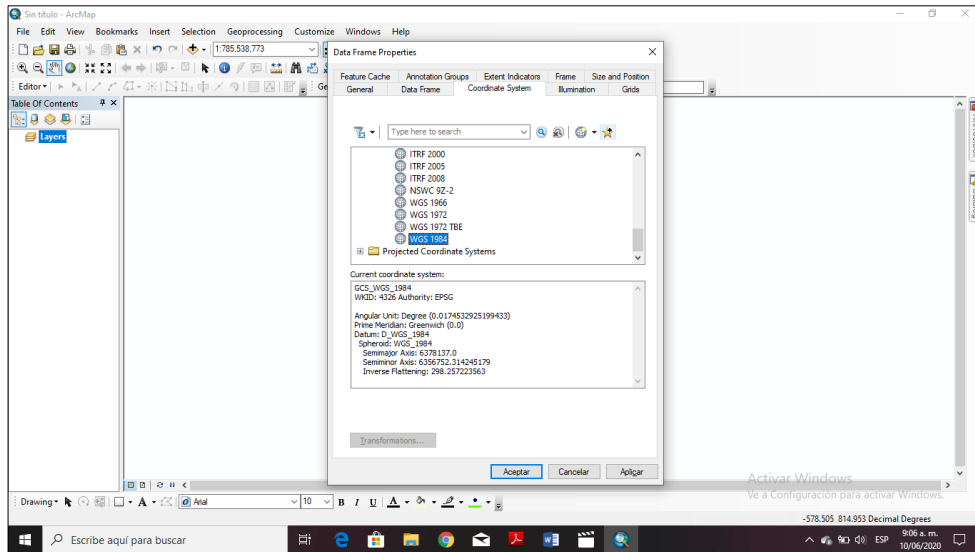 Sin título - ArcMap
File Edit View Bookmarks Insert Selection Geoprocessing Customize Windows Help
1:785,538,773
Editor
Ge
Table Of Contents
Layers
Data Frame Properties
Feature Cache Annotation Groups Extent Indicators Frame Size and Position
General Data Frame Coordinate System Illumination Grids
Type here to search
ITRF 2000
ITRF 2005
ITRF 2008
NSWC 9Z-2
WGS 1966
WGS 1972
WGS 1972 TBE
WGS 1984
Projected Coordinate Systems
Current coordinate system:
GCS_WGS_1984
WKID: 4326 Authority: EPSG
Angular Unit: Degree (0.0174532925199433)
Prime Meridian: Greenwich (0.0)
Datum: D_WGS_1984
Spheroid: WGS_1984
Semimajor Axis: 6378137.0
Semiminor Axis: 6356752.314245179
Inverse Flattening: 298.257223563
Transformations...
Aceptar Cancelar Aplicar
Activar Windows
Ve a Configuración para activar Windows.
Drawing A Arial 10 B I U A
-578.505 814.953 Decimal Degrees
Escribe aquí para buscar
ESP
9:06 a. m.
10/06/2020